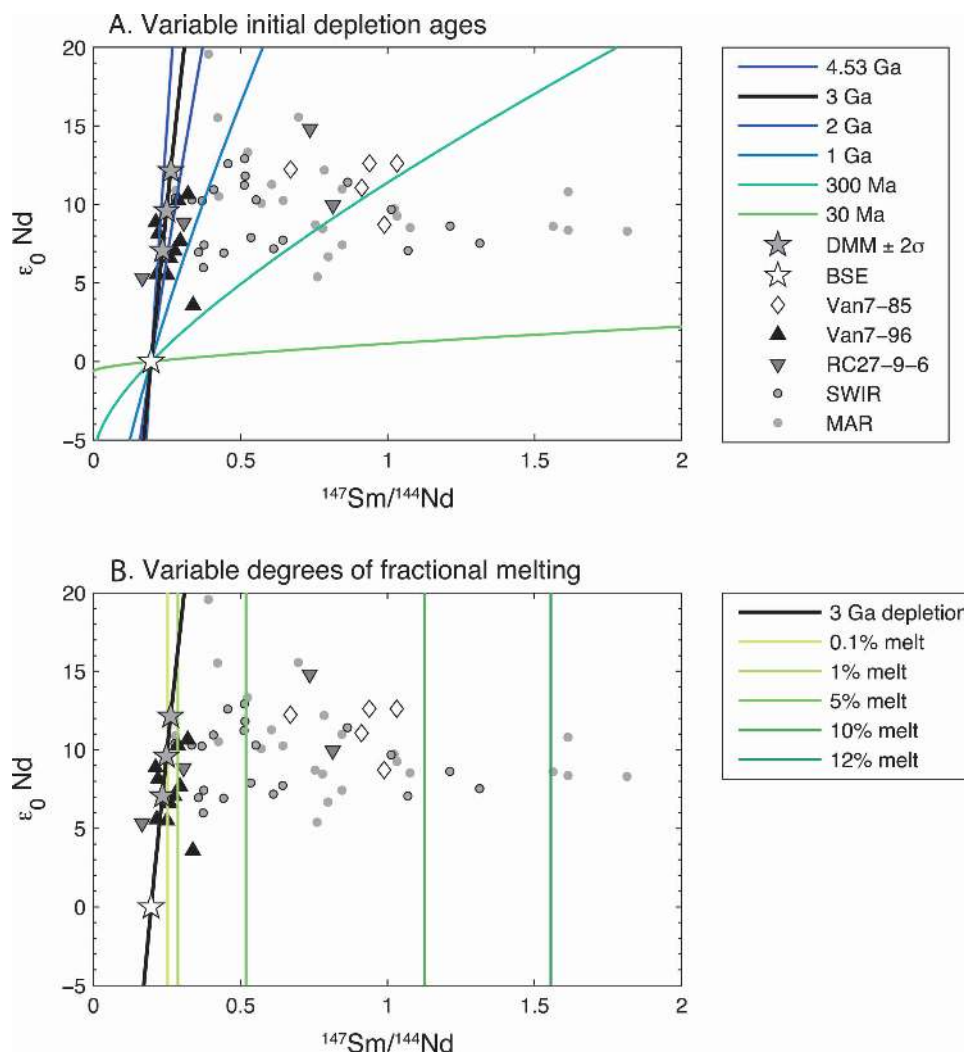 A. Variable initial depletion ages
20
15
10
5
0
−5
ε0 Nd
0
0.5
1
1.5
2
147Sm/144Nd
4.53 Ga
3 Ga
2 Ga
1 Ga
300 Ma
30 Ma
DMM ± 2σ
BSE
Van7−85
Van7−96
RC27−9−6
SWIR
MAR
B. Variable degrees of fractional melting
20
15
10
5
0
−5
ε0 Nd
0
0.5
1
1.5
2
147Sm/144Nd
3 Ga depletion
0.1% melt
1% melt
5% melt
10% melt
12% melt